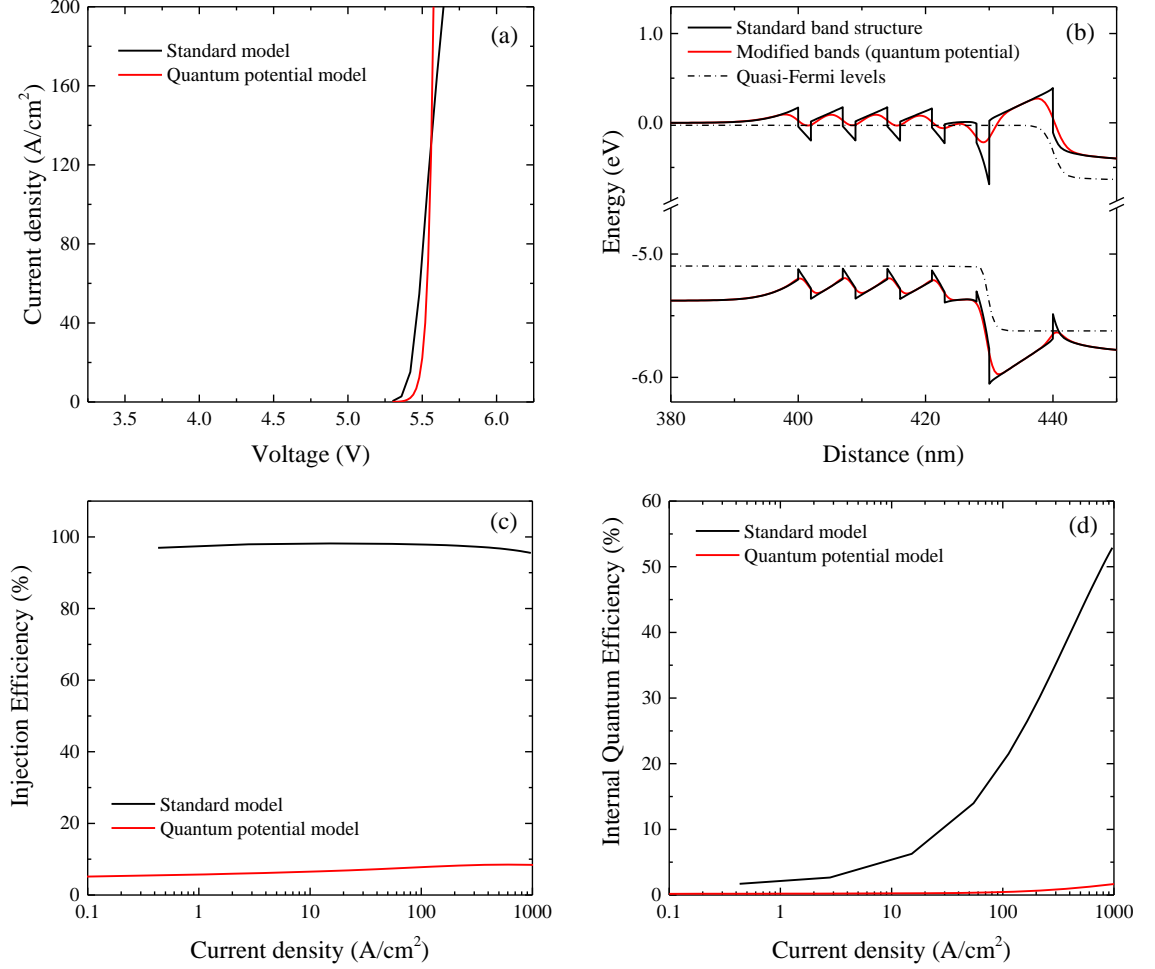 (a)
Standard model
Quantum potential model
Current density (A/cm²)
200
160
120
80
40
0
3.5 4.0 4.5 5.0 5.5 6.0
Voltage (V)
(b)
Standard band structure
Modified bands (quantum potential)
Quasi-Fermi levels
Energy (eV)
1.0
0.0
-5.0
-6.0
380 400 420 440
Distance (nm)
(c)
Injection Efficiency (%)
100
80
60
40
20
0
Standard model
Quantum potential model
0.1 1 10 100 1000
Current density (A/cm²)
(d)
Standard model
Quantum potential model
Internal Quantum Efficiency (%)
60
50
40
30
20
10
0
0.1 1 10 100 1000
Current density (A/cm²)